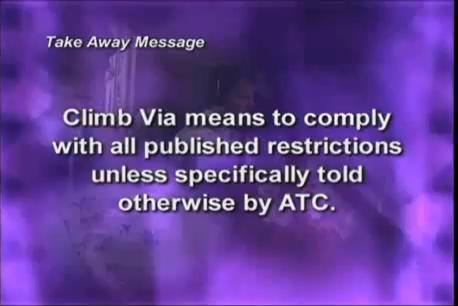 Take Away Message
Climb Via means to comply
with all published restrictions
unless specifically told
otherwise by ATC.